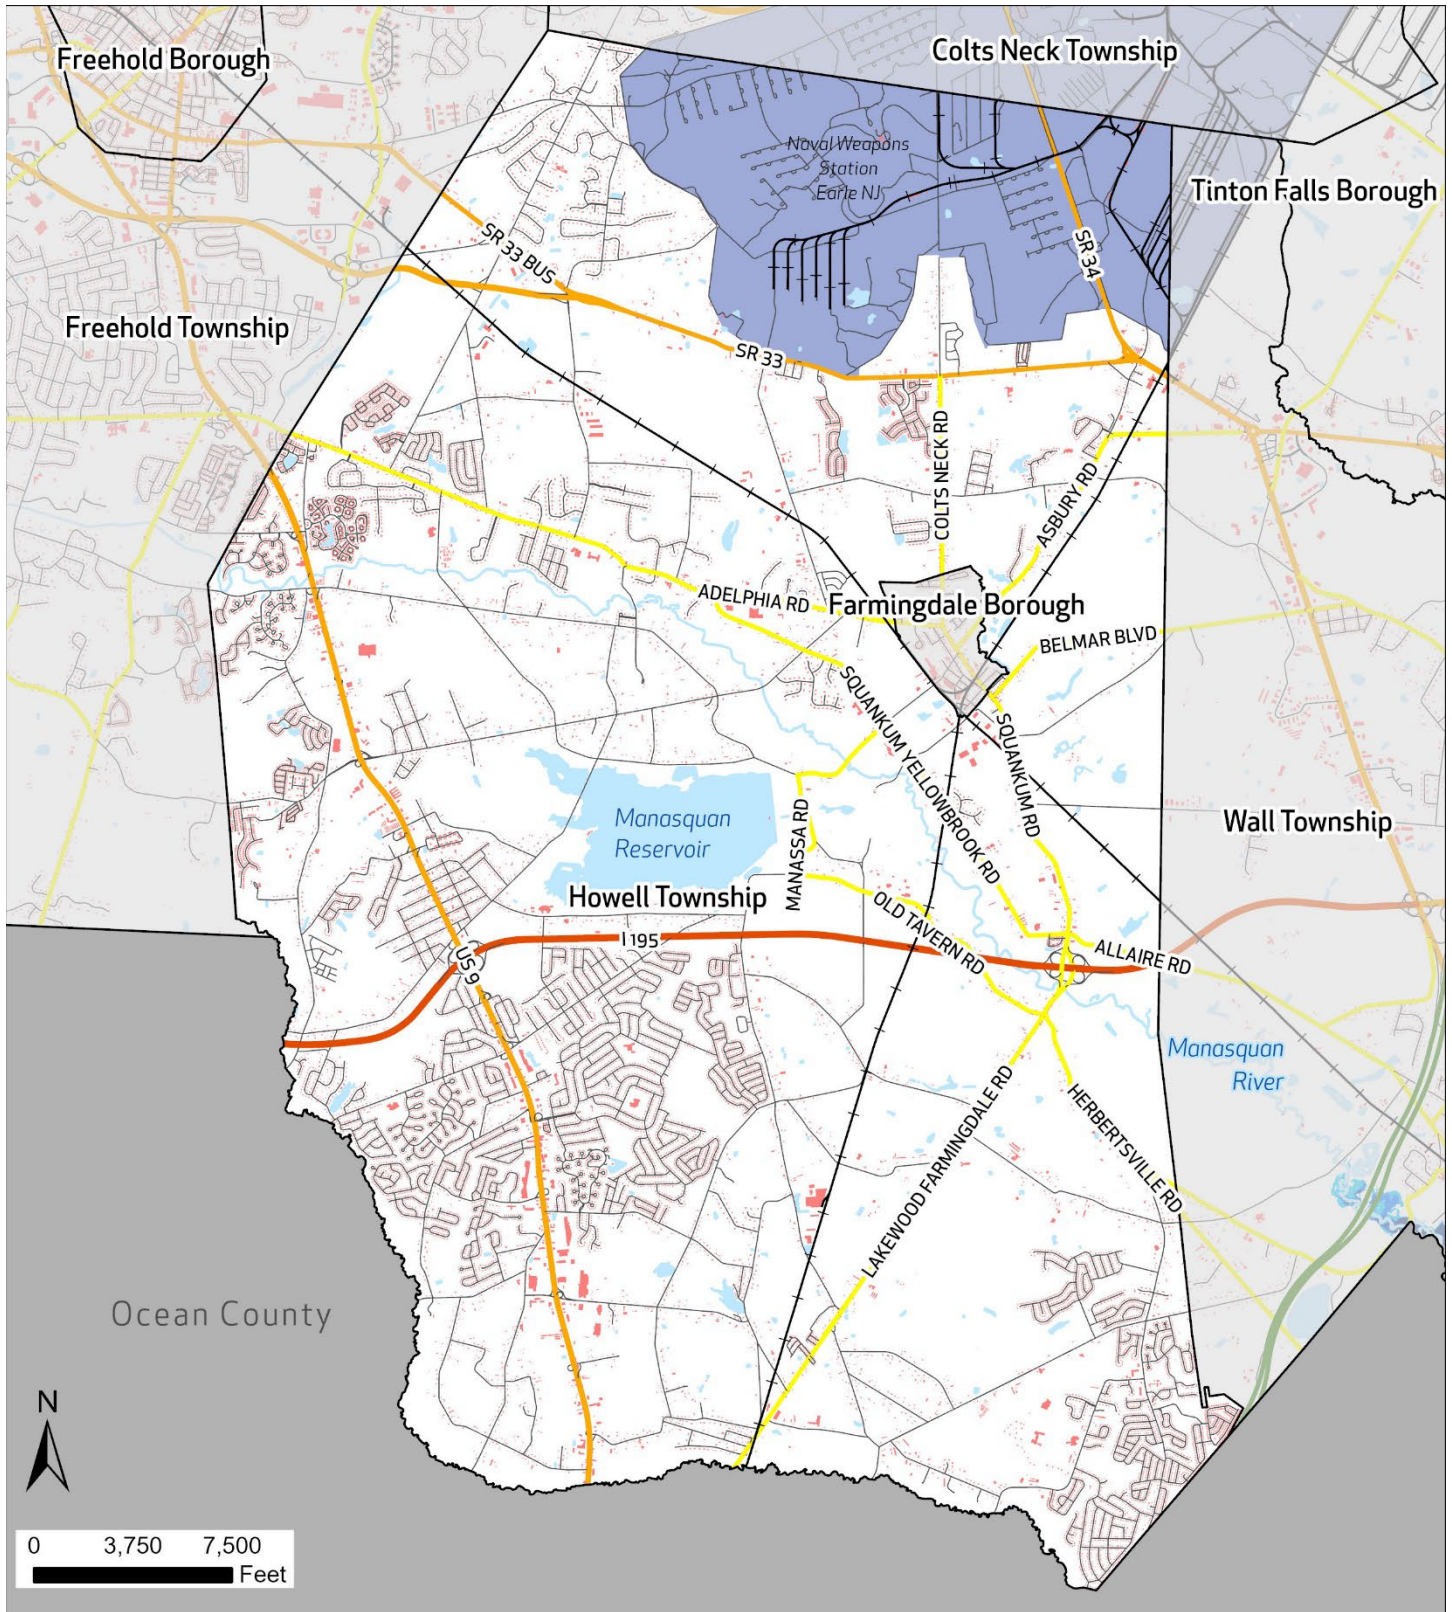 Freehold Borough
Colts Neck Township
Naval Weapons
Station
Earle NJ
Tinton Falls Borough
SR 33 BUS
SR 34
Freehold Township
SR 33
COLTS NECK RD
ASBURY RD
ADELPHIA RD
Farmingdale Borough
BELMAR BLVD
SQUANKUM YELLOWBROOK RD
SQUANKUM RD
Manasquan
Reservoir
MANASSA RD
Wall Township
Howell Township
OLD TAVERN RD
I 195
US 9
ALLAIRE RD
Manasquan
River
LAKEWOOD FARMINGDALE RD
HERBERTSVILLE RD
Ocean County
N
0 3,750 7,500
Feet